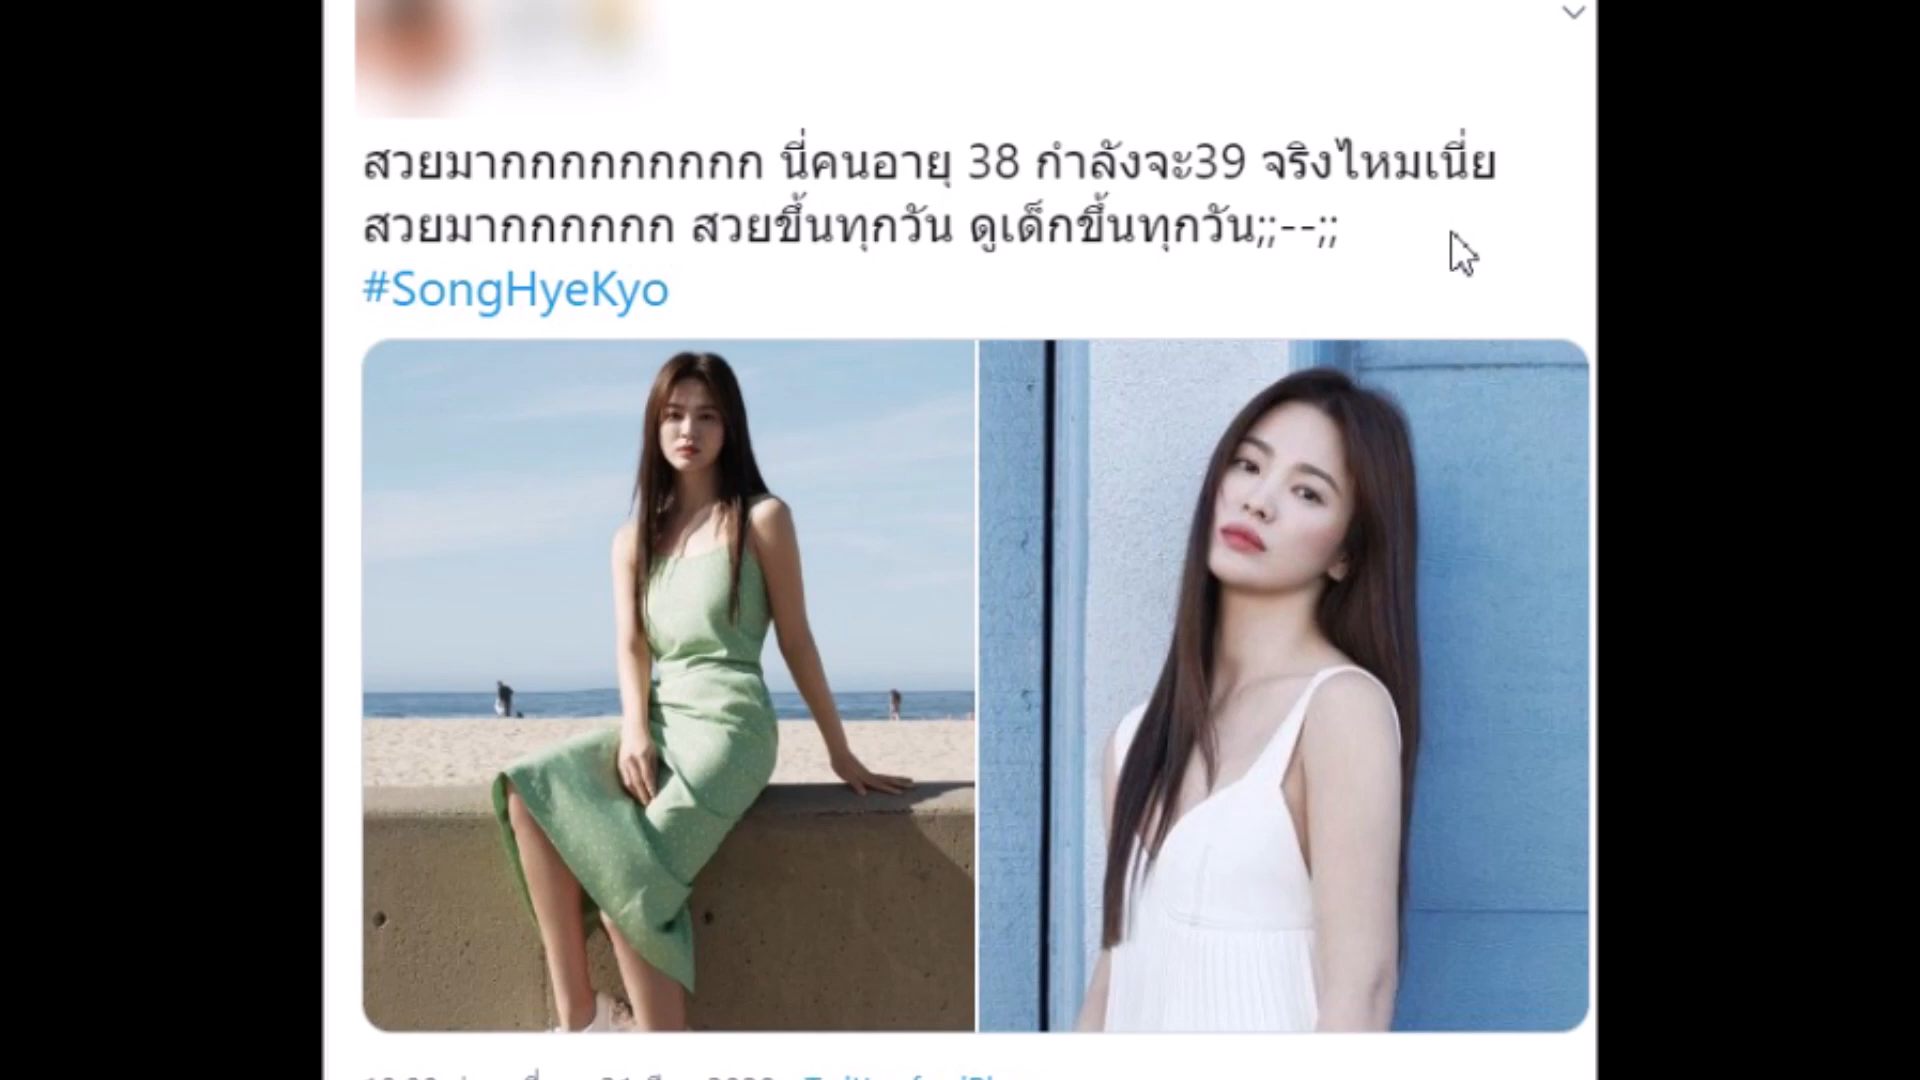 สวยมากกกกกกกกกก นี่คนอายุ 38 กำลังจะ39 จริงไหมเนี่ย
สวยมากกกกกกก สวยขึ้นทุกวัน ดูเด็กขึ้นทุกวัน;;--;;
#SongHyeKyo